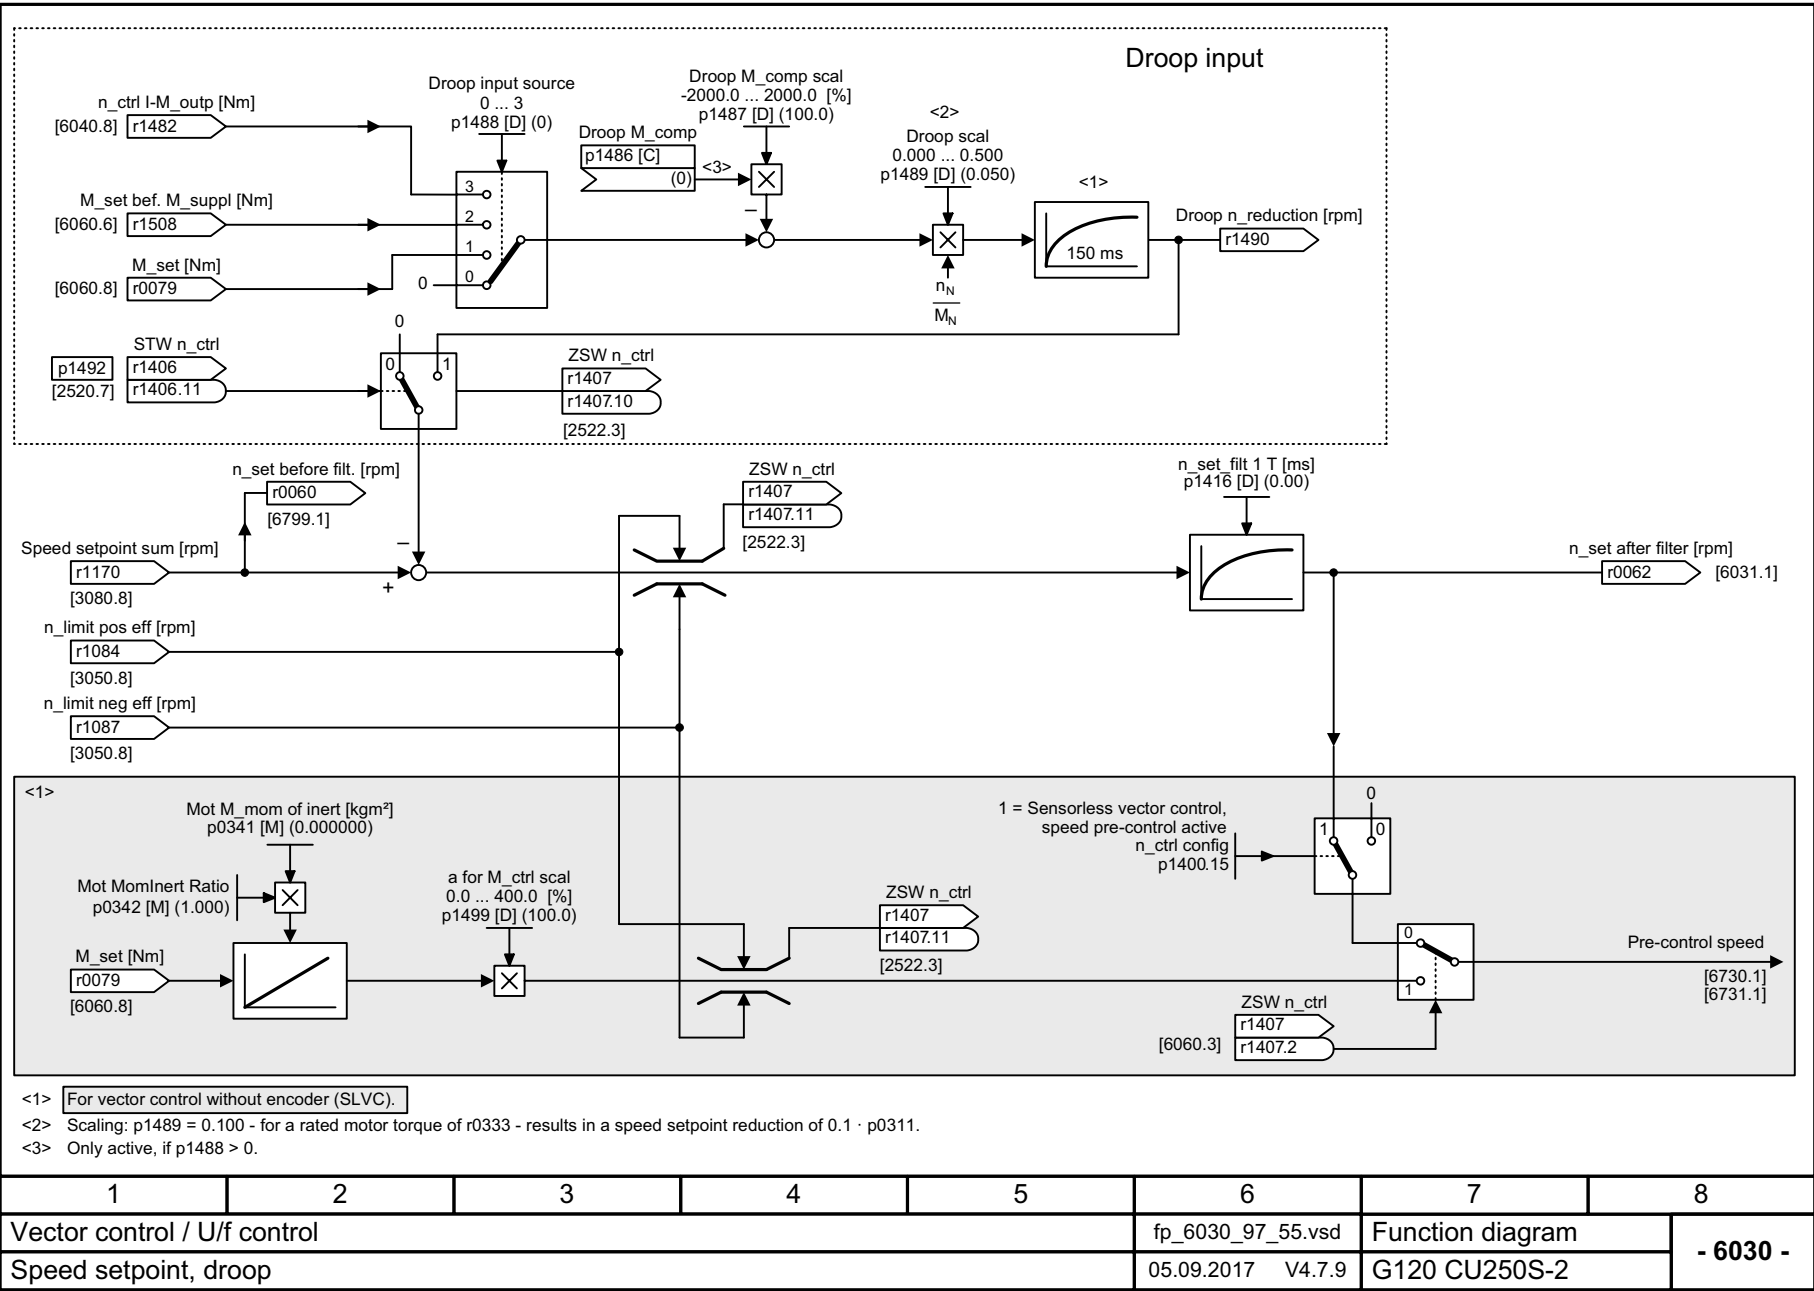 Droop input
n_ctrl I-M_outp [Nm]
[6040.8] r1482
M_set bef. M_suppl [Nm]
[6060.6] r1508
M_set [Nm]
[6060.8] r0079
Droop input source
0 ... 3
p1488 [D] (0)
3
2
1
0
0
Droop M_comp scal
-2000.0 ... 2000.0 [%]
p1487 [D] (100.0)
Droop M_comp
p1486 [C]
(0)
<3>
–
<2>
Droop scal
0.000 ... 0.500
p1489 [D] (0.050)
nN
MN
<1>
150 ms
Droop n_reduction [rpm]
r1490
STW n_ctrl
p1492 r1406
[2520.7] r1406.11
0
0 1
ZSW n_ctrl
r1407
r1407.10
[2522.3]
n_set before filt. [rpm]
r0060
[6799.1]
Speed setpoint sum [rpm]
r1170
[3080.8]
–
+
ZSW n_ctrl
r1407
r1407.11
[2522.3]
n_set_filt 1 T [ms]
p1416 [D] (0.00)
n_set after filter [rpm]
r0062 [6031.1]
n_limit pos eff [rpm]
r1084
[3050.8]
n_limit neg eff [rpm]
r1087
[3050.8]
<1>
Mot M_mom of inert [kgm²]
p0341 [M] (0.000000)
Mot MomInert Ratio
p0342 [M] (1.000)
M_set [Nm]
r0079
[6060.8]
a for M_ctrl scal
0.0 ... 400.0 [%]
p1499 [D] (100.0)
ZSW n_ctrl
r1407
r1407.11
[2522.3]
1 = Sensorless vector control,
speed pre-control active
n_ctrl config
p1400.15
0
1 0
0
1
Pre-control speed
[6730.1]
[6731.1]
ZSW n_ctrl
r1407
[6060.3] r1407.2
<1> For vector control without encoder (SLVC).
<2> Scaling: p1489 = 0.100 - for a rated motor torque of r0333 - results in a speed setpoint reduction of 0.1 · p0311.
<3> Only active, if p1488 > 0.
1 2 3 4 5 6 7 8
Vector control / U/f control fp_6030_97_55.vsd Function diagram
- 6030 -
Speed setpoint, droop 05.09.2017 V4.7.9 G120 CU250S-2